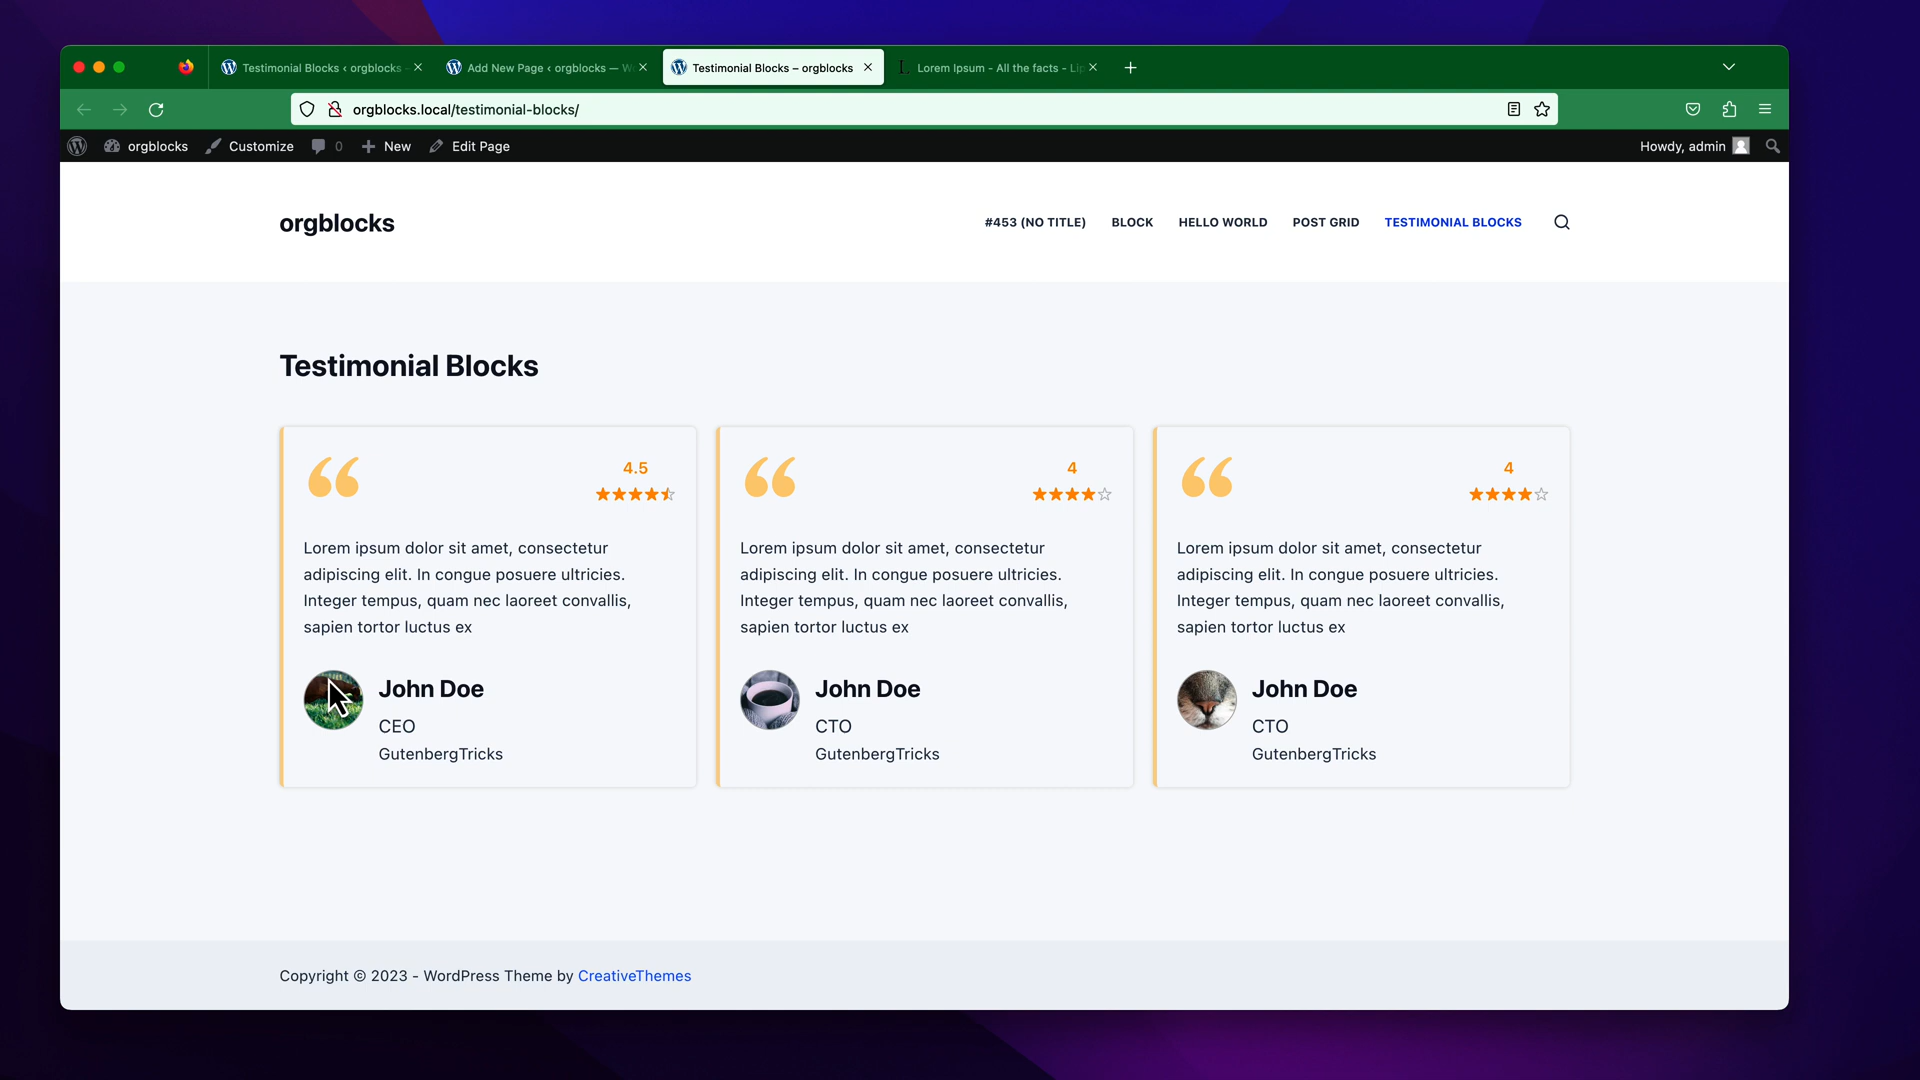 Testimonial Blocks ‹ orgblocks
Add New Page ‹ orgblocks — W
Testimonial Blocks – orgblocks
Lorem Ipsum - All the facts - Lip
orgblocks.local/testimonial-blocks/
orgblocks
Customize
0
New
Edit Page
Howdy, admin
orgblocks
#453 (NO TITLE)
BLOCK
HELLO WORLD
POST GRID
TESTIMONIAL BLOCKS
Testimonial Blocks
4.5
Lorem ipsum dolor sit amet, consectetur
adipiscing elit. In congue posuere ultricies.
Integer tempus, quam nec laoreet convallis,
sapien tortor luctus ex
John Doe
CEO
GutenbergTricks
4
Lorem ipsum dolor sit amet, consectetur
adipiscing elit. In congue posuere ultricies.
Integer tempus, quam nec laoreet convallis,
sapien tortor luctus ex
John Doe
CTO
GutenbergTricks
4
Lorem ipsum dolor sit amet, consectetur
adipiscing elit. In congue posuere ultricies.
Integer tempus, quam nec laoreet convallis,
sapien tortor luctus ex
John Doe
CTO
GutenbergTricks
Copyright © 2023 - WordPress Theme by CreativeThemes